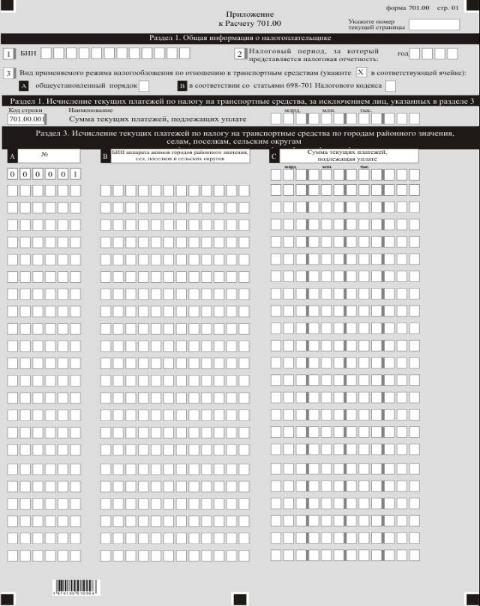 форма 701.00 стр. 01
Приложение
к Расчету 701.00
Укажите номер
текущей страницы
Раздел 1. Общая информация о налогоплательщике
1 БИН
2 Налоговый период, за который
представляется налоговая отчетность: год
3 Вид применяемого режима налогообложения по отношению к транспортным средствам (укажите X в соответствующей ячейке):
A общеустановленный порядок B в соответствии со статьями 698-701 Налогового кодекса
Раздел 1. Исчисление текущих платежей по налогу на транспортные средства, за исключением лиц, указанных в разделе 3
Код строки Наименование млрд. млн. тыс.
701.00.001 Сумма текущих платежей, подлежащих уплате
Раздел 3. Исчисление текущих платежей по налогу на транспортные средства по городам районного значения,
селам, поселкам, сельским округам
A № B БИН аппарата акимов городов районного значения,
сел, поселков и сельских округов
C Сумма текущих платежей,
подлежащих уплате
млрд. млн. тыс.
0 0 0 0 0 1